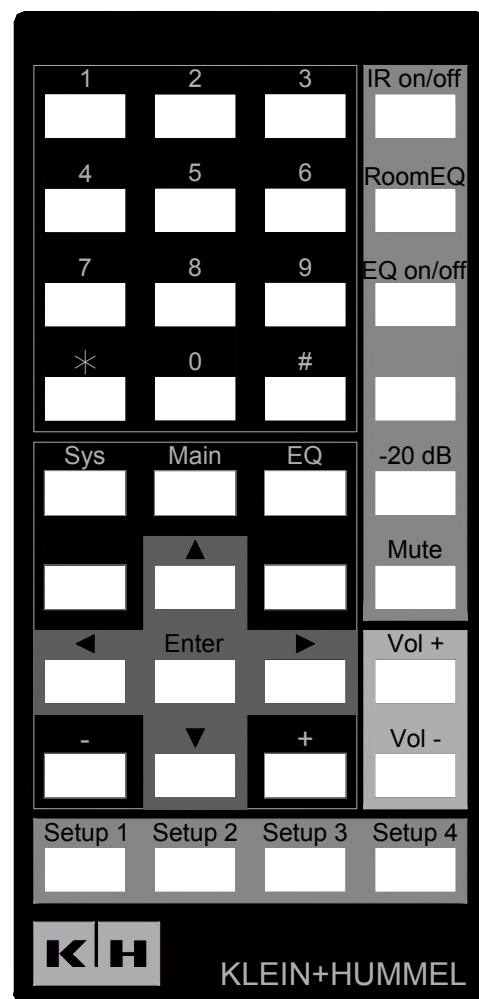 1 2 3 IR on/off
4 5 6 RoomEQ
7 8 9 EQ on/off
* 0 #
Sys Main EQ -20 dB
▲ Mute
◄ Enter ► Vol +
- ▼ + Vol -
Setup 1 Setup 2 Setup 3 Setup 4
KH
KLEIN+HUMMEL